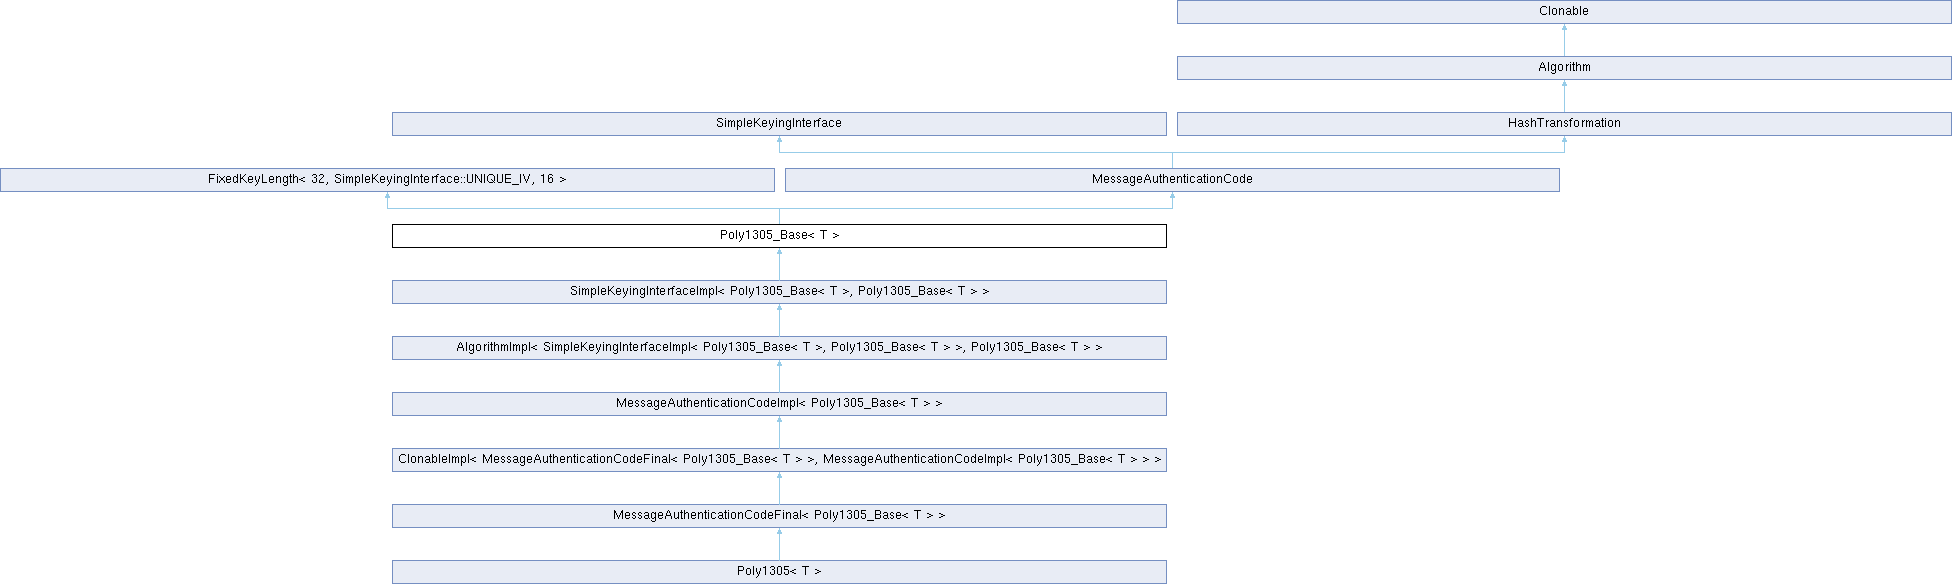 Clonable
Algorithm
SimpleKeyingInterface
HashTransformation
FixedKeyLength< 32, SimpleKeyingInterface::UNIQUE_IV, 16 >
MessageAuthenticationCode
Poly1305_Base< T >
SimpleKeyingInterfaceImpl< Poly1305_Base< T >, Poly1305_Base< T > >
AlgorithmImpl< SimpleKeyingInterfaceImpl< Poly1305_Base< T >, Poly1305_Base< T > >, Poly1305_Base< T > >
MessageAuthenticationCodeImpl< Poly1305_Base< T > >
ClonableImpl< MessageAuthenticationCodeFinal< Poly1305_Base< T > >, MessageAuthenticationCodeImpl< Poly1305_Base< T > > >
MessageAuthenticationCodeFinal< Poly1305_Base< T > >
Poly1305< T >